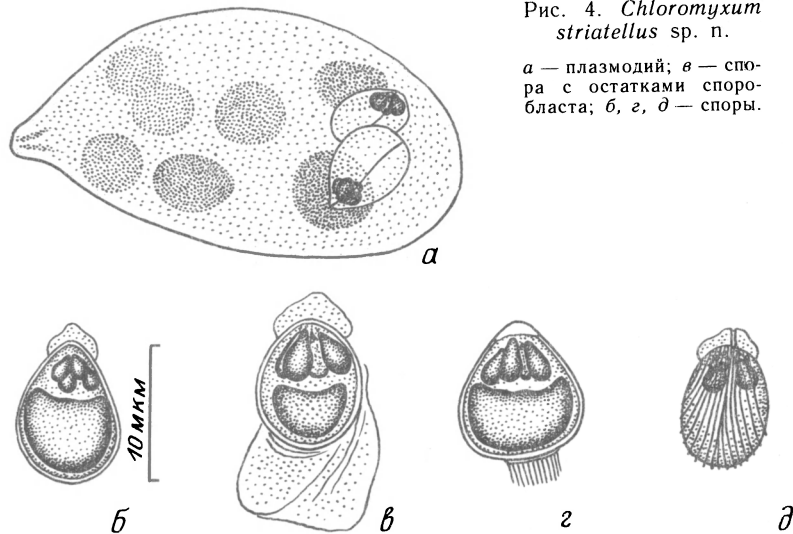 Рис. 4. Chloromyxum
striatellus sp. n.
а — плазмодий; в — спо-
ра с остатками споро-
бласта; б, г, д — споры.
а
10 мкм
б
в
г
д